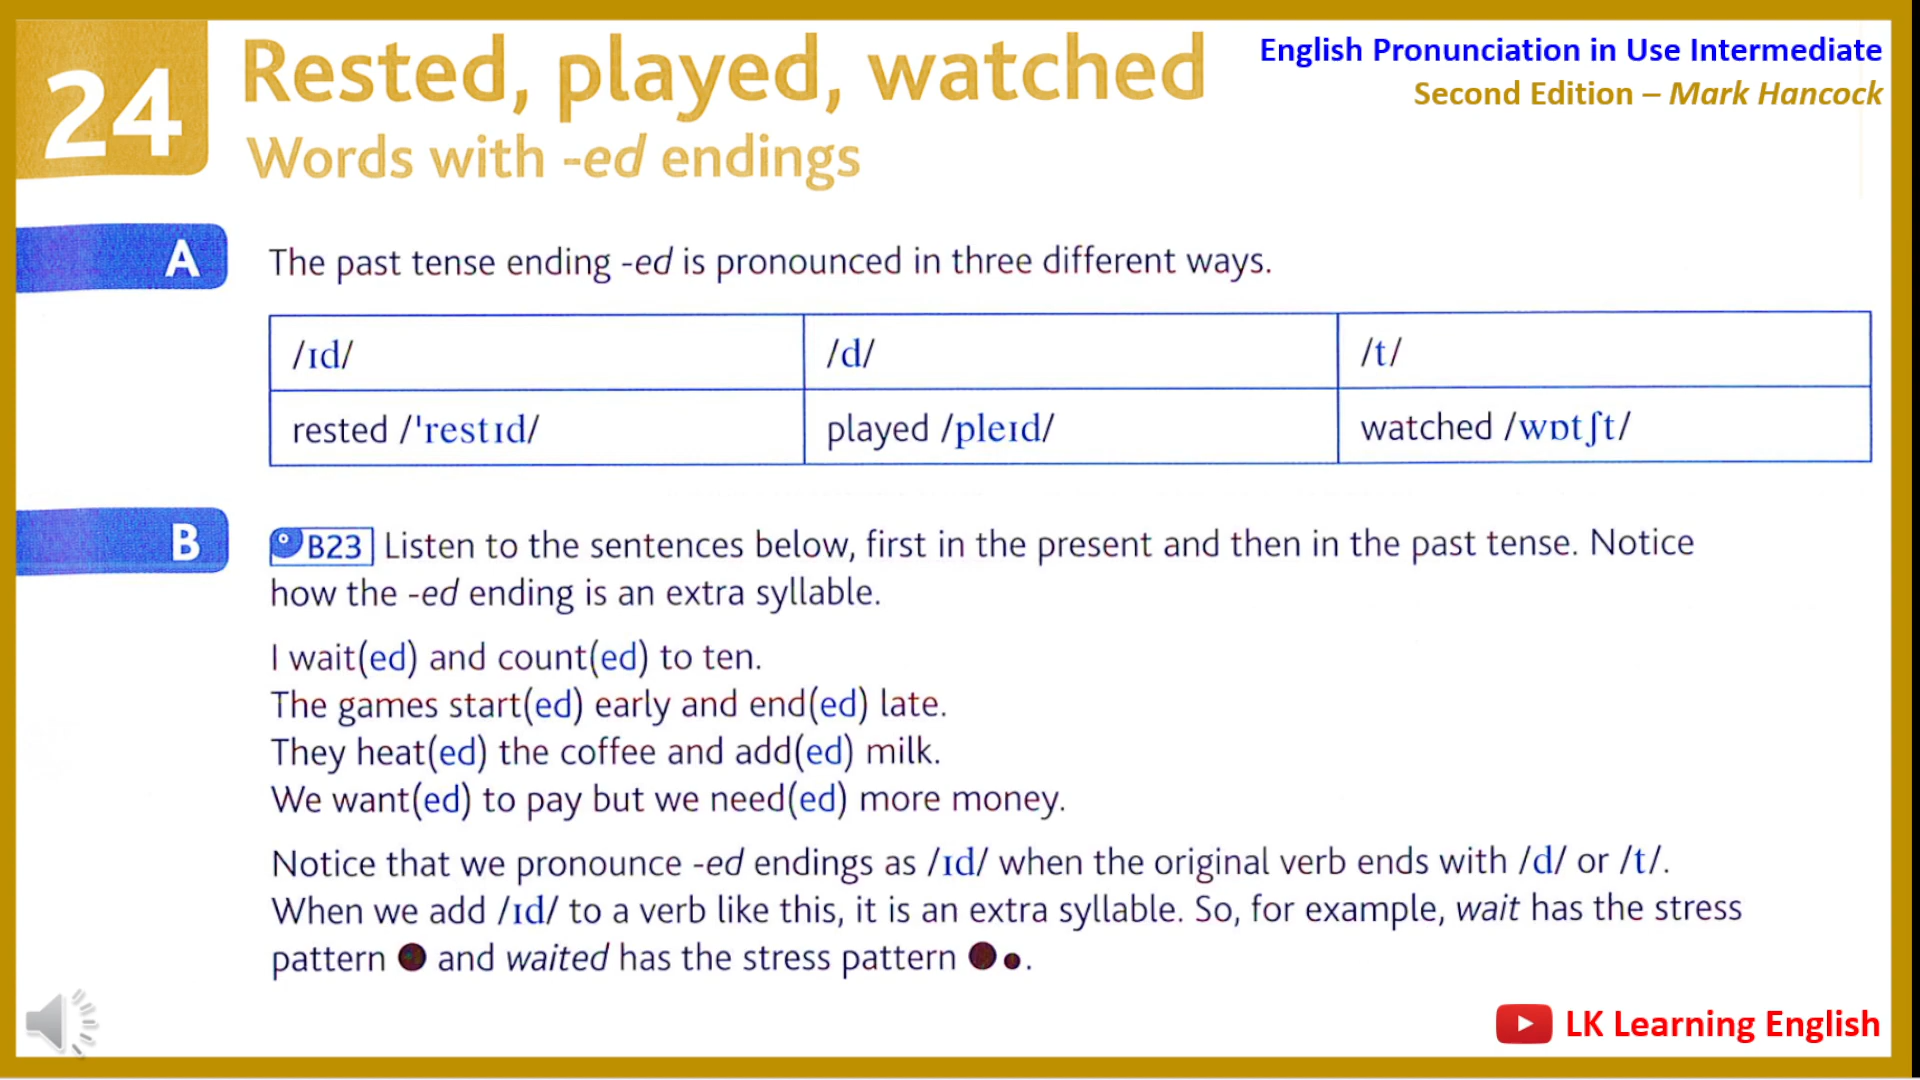 24
Rested, played, watched
Words with -ed endings
English Pronunciation in Use Intermediate
Second Edition – Mark Hancock
A
The past tense ending -ed is pronounced in three different ways.
/ɪd/ /d/ /t/
rested /ˈrestɪd/ played /pleɪd/ watched /wɒtʃt/
B
B23 Listen to the sentences below, first in the present and then in the past tense. Notice
how the -ed ending is an extra syllable.
I wait(ed) and count(ed) to ten.
The games start(ed) early and end(ed) late.
They heat(ed) the coffee and add(ed) milk.
We want(ed) to pay but we need(ed) more money.
Notice that we pronounce -ed endings as /ɪd/ when the original verb ends with /d/ or /t/.
When we add /ɪd/ to a verb like this, it is an extra syllable. So, for example, wait has the stress
pattern ● and waited has the stress pattern ●•.
LK Learning English